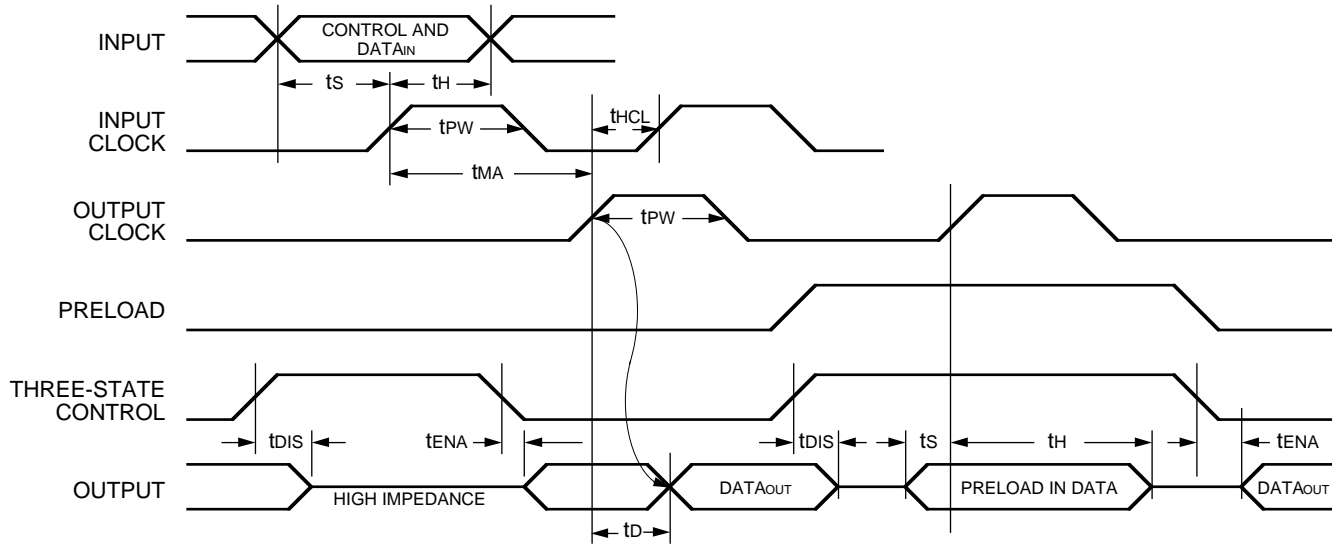 INPUT
CONTROL AND
DATAIN
tS
tH
INPUT
CLOCK
tPW
tHCL
tMA
OUTPUT
CLOCK
tPW
PRELOAD
THREE-STATE
CONTROL
tDIS
tENA
tDIS
tS
tH
tENA
OUTPUT
HIGH IMPEDANCE
DATAOUT
PRELOAD IN DATA
DATAOUT
tD